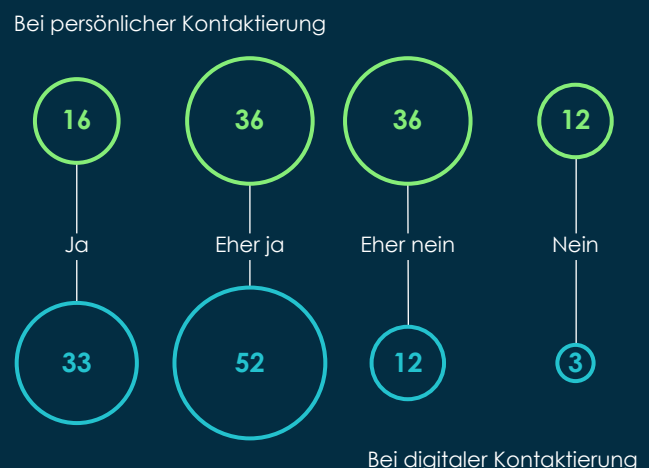 Bei persönlicher Kontaktierung
16 36 36 12
Ja Eher ja Eher nein Nein
33 52 12 3
Bei digitaler Kontaktierung